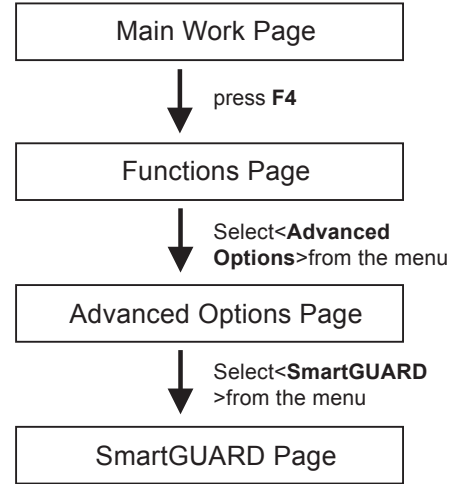 Main Work Page
press F4
Functions Page
Select<Advanced
Options>from the menu
Advanced Options Page
Select<SmartGUARD
>from the menu
SmartGUARD Page